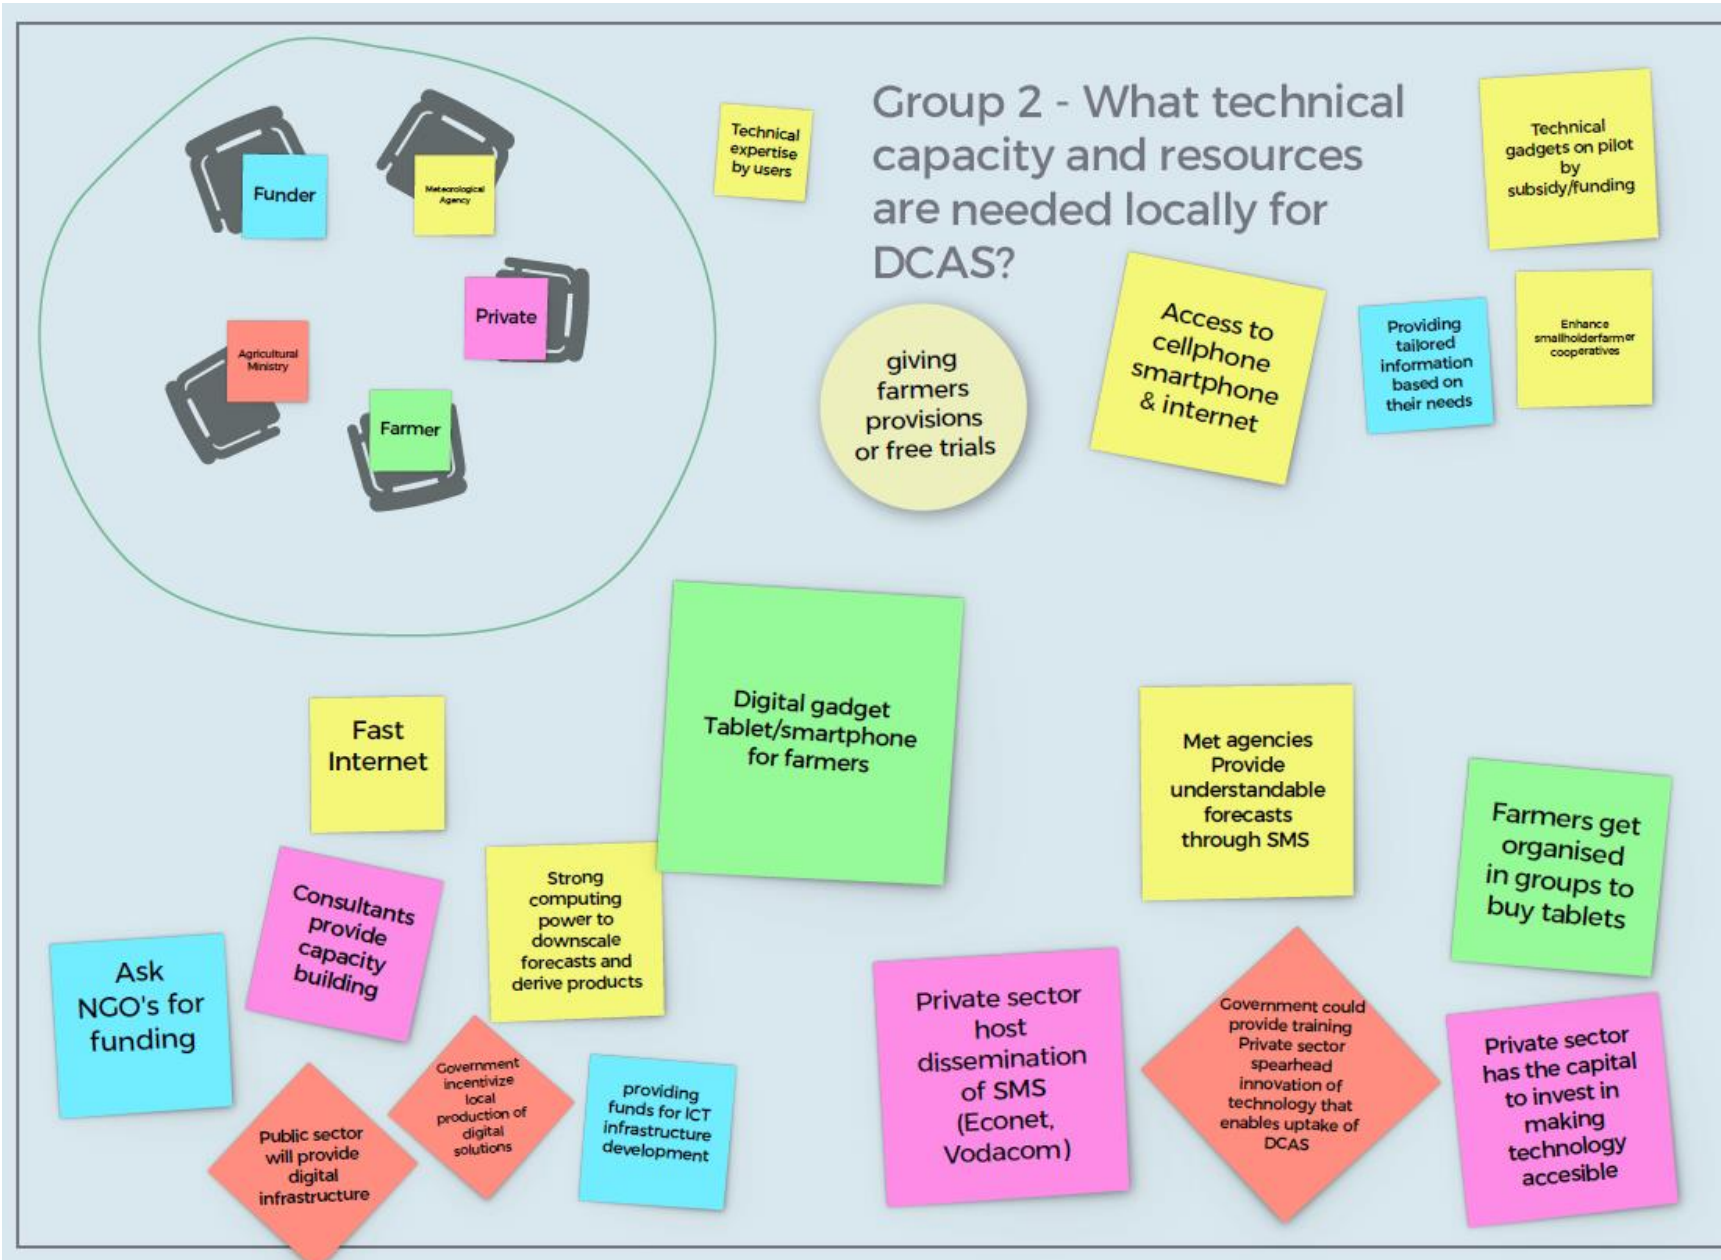 Funder
Meteorological
Agency
Private
Agricultural
Ministry
Farmer
Technical
expertise
by users
Group 2 - What technical
capacity and resources
are needed locally for
DCAS?
Technical
gadgets on pilot
by
subsidy/funding
giving
farmers
provisions
or free trials
Access to
cellphone
smartphone
& internet
Providing
tailored
information
based on
their needs
Enhance
smallholderfarmer
cooperatives
Digital gadget
Tablet/smartphone
for farmers
Fast
Internet
Met agencies
Provide
understandable
forecasts
through SMS
Farmers get
organised
in groups to
buy tablets
Consultants
provide
capacity
building
Strong
computing
power to
downscale
forecasts and
derive products
Ask
NGO's for
funding
Private sector
host
dissemination
of SMS
(Econet,
Vodacom)
Government could
provide training
Private sector
spearhead
innovation of
technology that
enables uptake of
DCAS
Private sector
has the capital
to invest in
making
technology
accesible
Public sector
will provide
digital
infrastructure
Government
incentivize
local
production of
digital
solutions
providing
funds for ICT
infrastructure
development